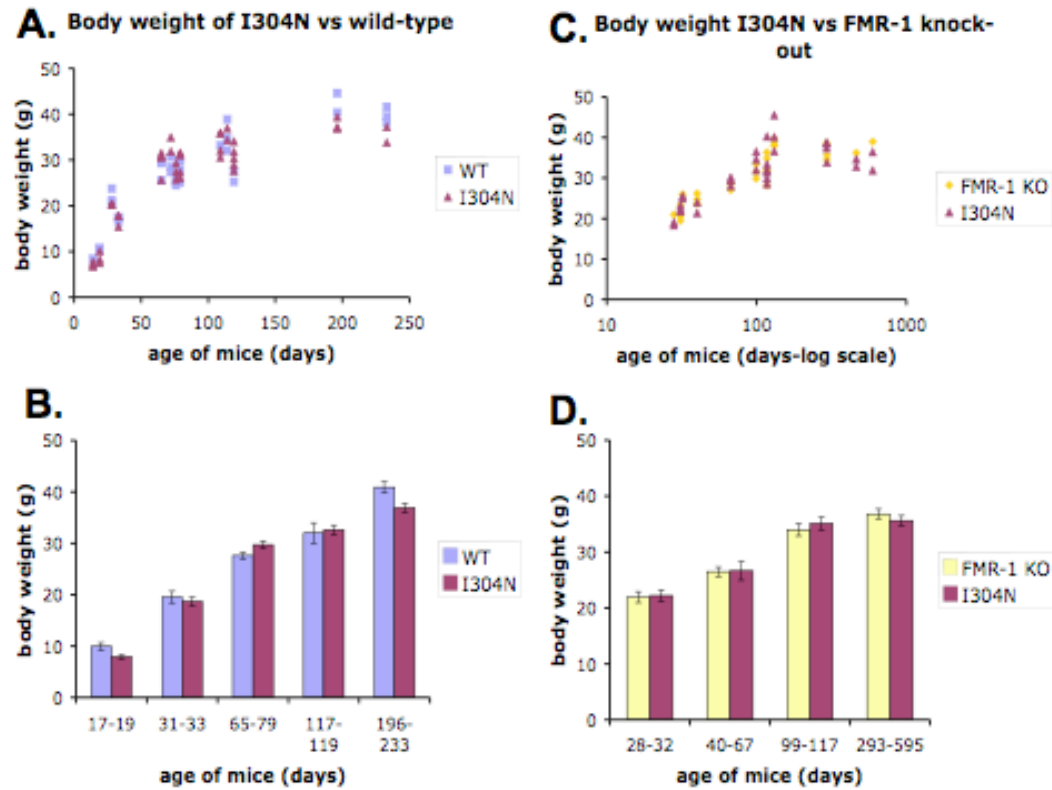 A. Body weight of I304N vs wild-type
body weight (g)
50
40
30
20
10
0
0 50 100 150 200 250
age of mice (days)
WT
I304N
C. Body weight I304N vs FMR-1 knock-
out
body weight (g)
50
40
30
20
10
0
10 100 1000
age of mice (days-log scale)
FMR-1 KO
I304N
B.
body weight (g)
50
40
30
20
10
0
17-19 31-33 65-79 117- 196-
119 233
age of mice (days)
WT
I304N
D.
body weight (g)
50
40
30
20
10
0
28-32 40-67 99-117 293-595
age of mice (days)
FMR-1 KO
I304N